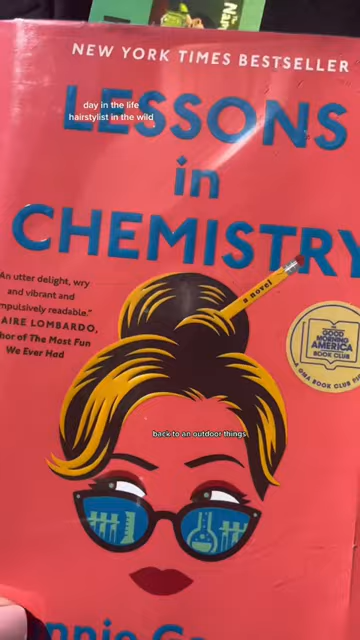 NEW YORK TIMES BESTSELLER
LESSONS
day in the life
hairstylist in the wild
in
CHEMISTRY
a novel
"An utter delight, wry
and vibrant and
mpulsively readable."
AIRE LOMBARDO,
hor of The Most Fun
We Ever Had
THE
GOOD
MORNING
AMERICA
BOOK CLUB
GMA BOOK CLUB
back to an outdoor things